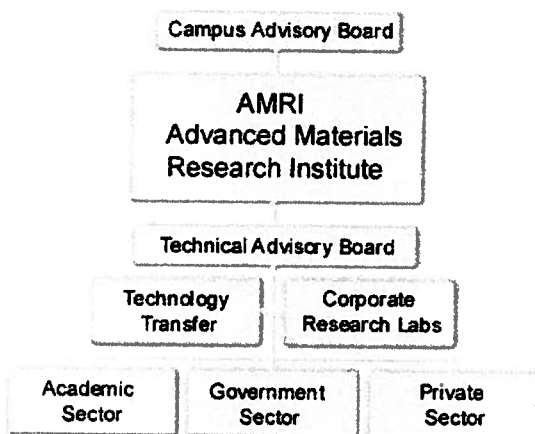 Campus Advisory Board
AMRI
Advanced Materials
Research Institute
Technical Advisory Board
Technology
Transfer
Corporate
Research Labs
Academic
Sector
Government
Sector
Private
Sector